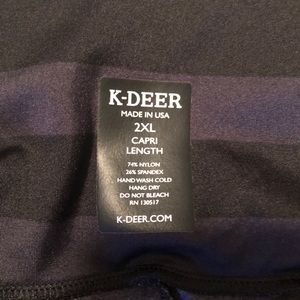 K-DEER
MADE IN USA
2XL
CAPRI
LENGTH
74% NYLON
26% SPANDEX
HAND WASH COLD
HANG DRY
DO NOT BLEACH
RN 130517
K-DEER.COM